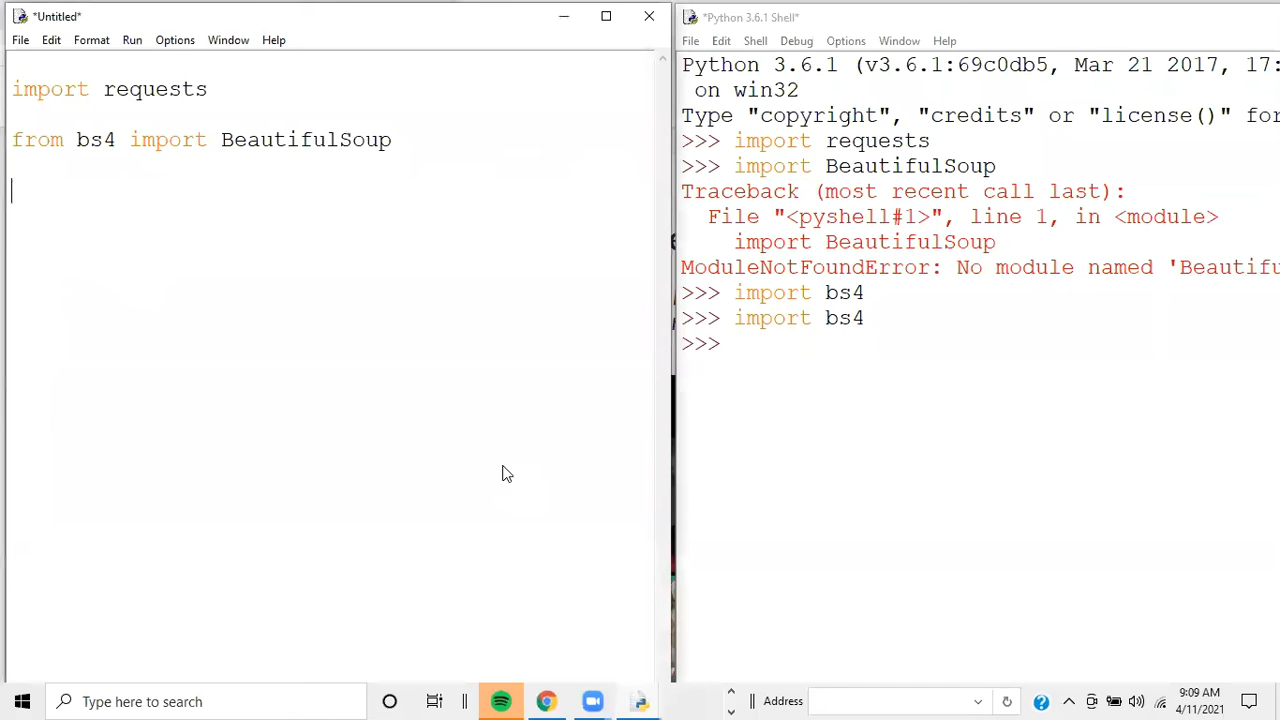 *Untitled*
File Edit Format Run Options Window Help
import requests
from bs4 import BeautifulSoup
*Python 3.6.1 Shell*
File Edit Shell Debug Options Window Help
Python 3.6.1 (v3.6.1:69c0db5, Mar 21 2017, 17:
on win32
Type "copyright", "credits" or "license()" for
>>> import requests
>>> import BeautifulSoup
Traceback (most recent call last):
File "<pyshell#1>", line 1, in <module>
import BeautifulSoup
ModuleNotFoundError: No module named 'Beautifu
>>> import bs4
>>> import bs4
>>>
Type here to search
Address
9:09 AM
4/11/2021